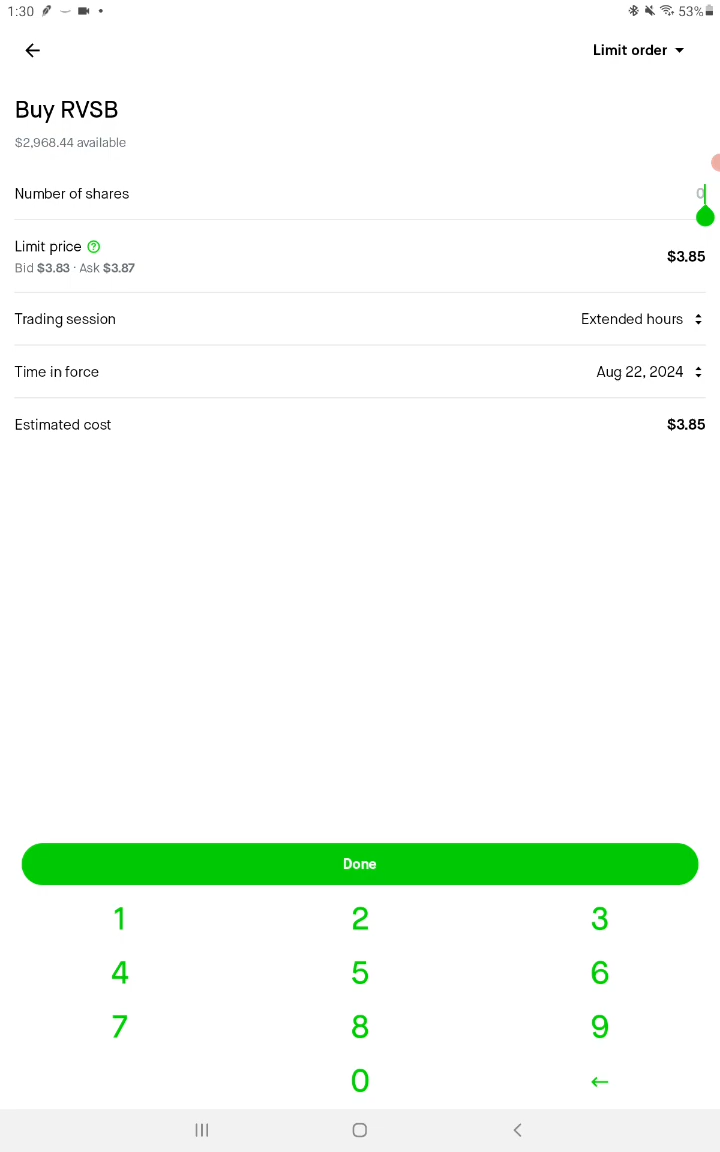 1:30
53%
Limit order
Buy RVSB
$2,968.44 available
Number of shares
0
Limit price ?
$3.85
Bid $3.83 · Ask $3.87
Trading session
Extended hours
Time in force
Aug 22, 2024
Estimated cost
$3.85
Done
1 2 3
4 5 6
7 8 9
0 ←